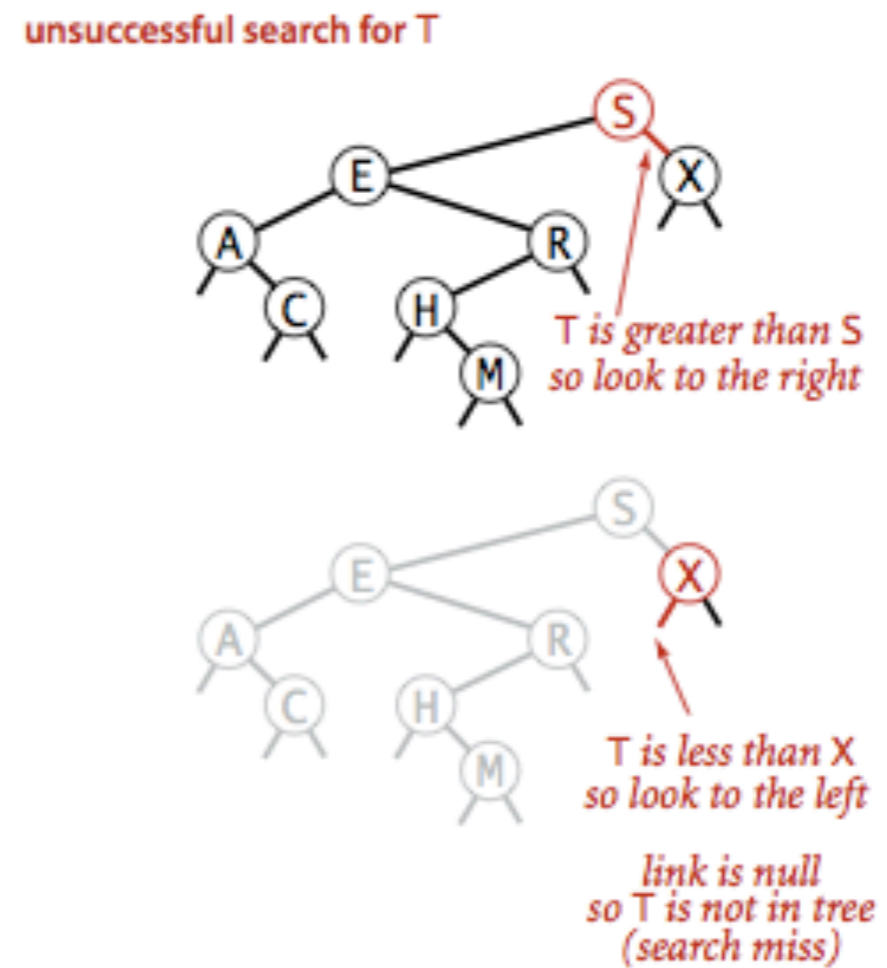 unsuccessful search for T
S
E
X
A
R
C
H
M
T is greater than S
so look to the right
S
E
X
A
R
C
H
M
T is less than X
so look to the left
link is null
so T is not in tree
(search miss)